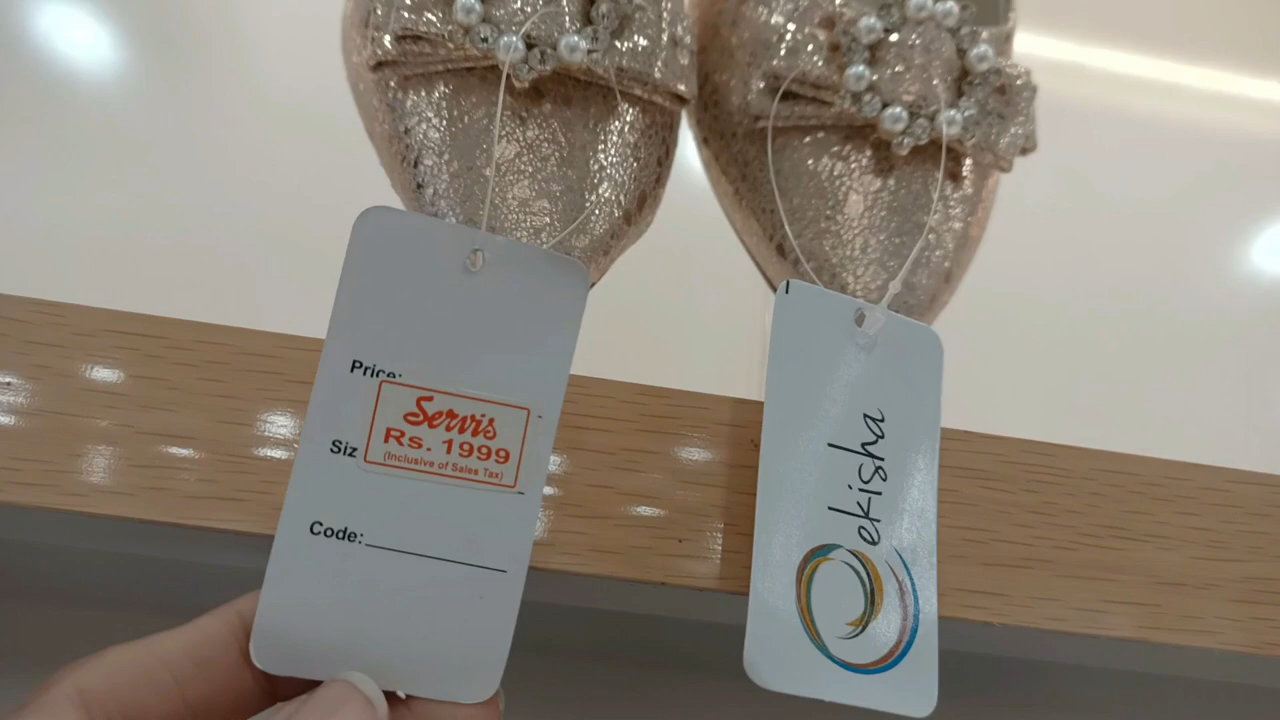 Price:
Servis
Rs. 1999
(Inclusive of Sales Tax)
Siz
Code:
ekisha